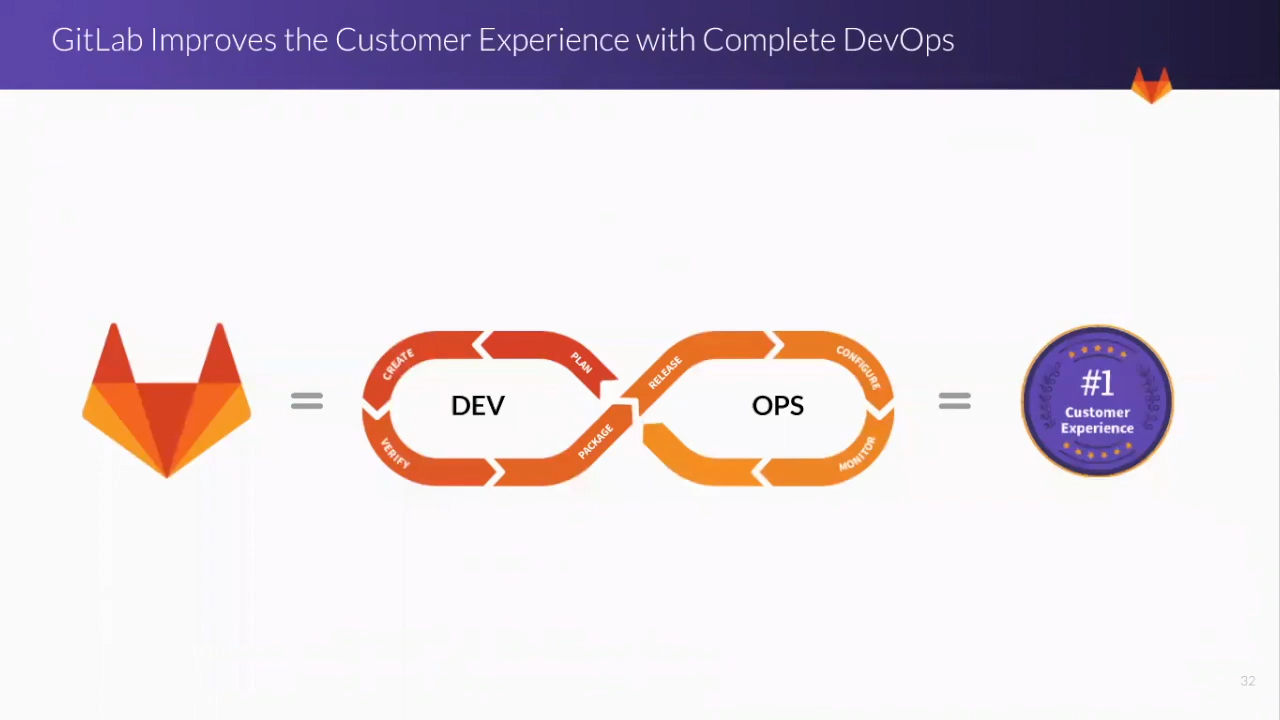 GitLab Improves the Customer Experience with Complete DevOps
CREATE
PLAN
VERIFY
PACKAGE
DEV
RELEASE
CONFIGURE
MONITOR
OPS
#1
Customer
Experience
32